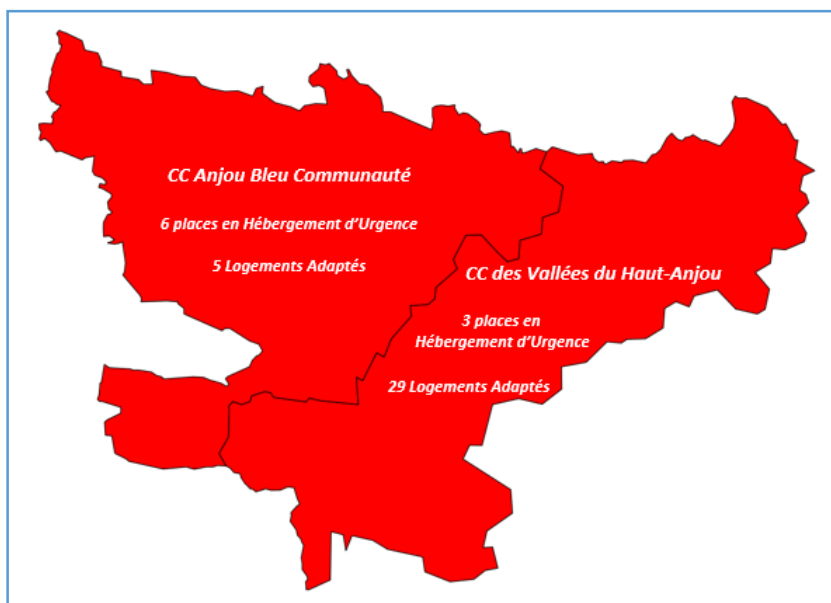 CC Anjou Bleu Communauté
6 places en Hébergement d'Urgence
5 Logements Adaptés
CC des Vallées du Haut-Anjou
3 places en
Hébergement d'Urgence
29 Logements Adaptés